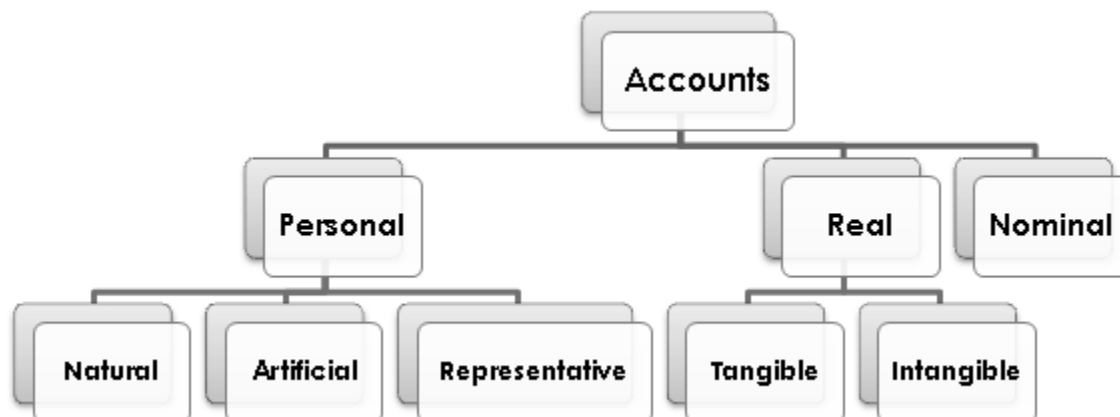 Accounts
Personal
Real
Nominal
Natural
Artificial
Representative
Tangible
Intangible